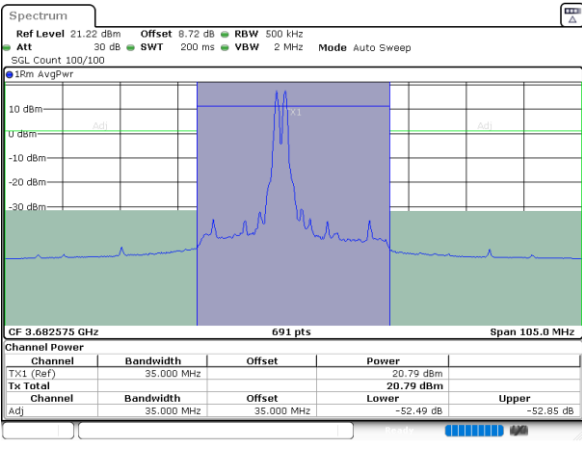 Spectrum
Ref Level 21.22 dBm Offset 8.72 dB RBW 500 kHz
Att 30 dB SWT 200 ms VBW 2 MHz Mode Auto Sweep
SGL Count 100/100
1Rm AvgPwr
10 dBm
TX1
Adj
Adj
0 dBm
-10 dBm
-20 dBm
-30 dBm
CF 3.682575 GHz 691 pts Span 105.0 MHz
Channel Power
Channel Bandwidth Offset Power
TX1 (Ref) 35.000 MHz 20.79 dBm
Tx Total 20.79 dBm
Channel Bandwidth Offset Lower Upper
Adj 35.000 MHz 35.000 MHz -52.49 dB -52.85 dB